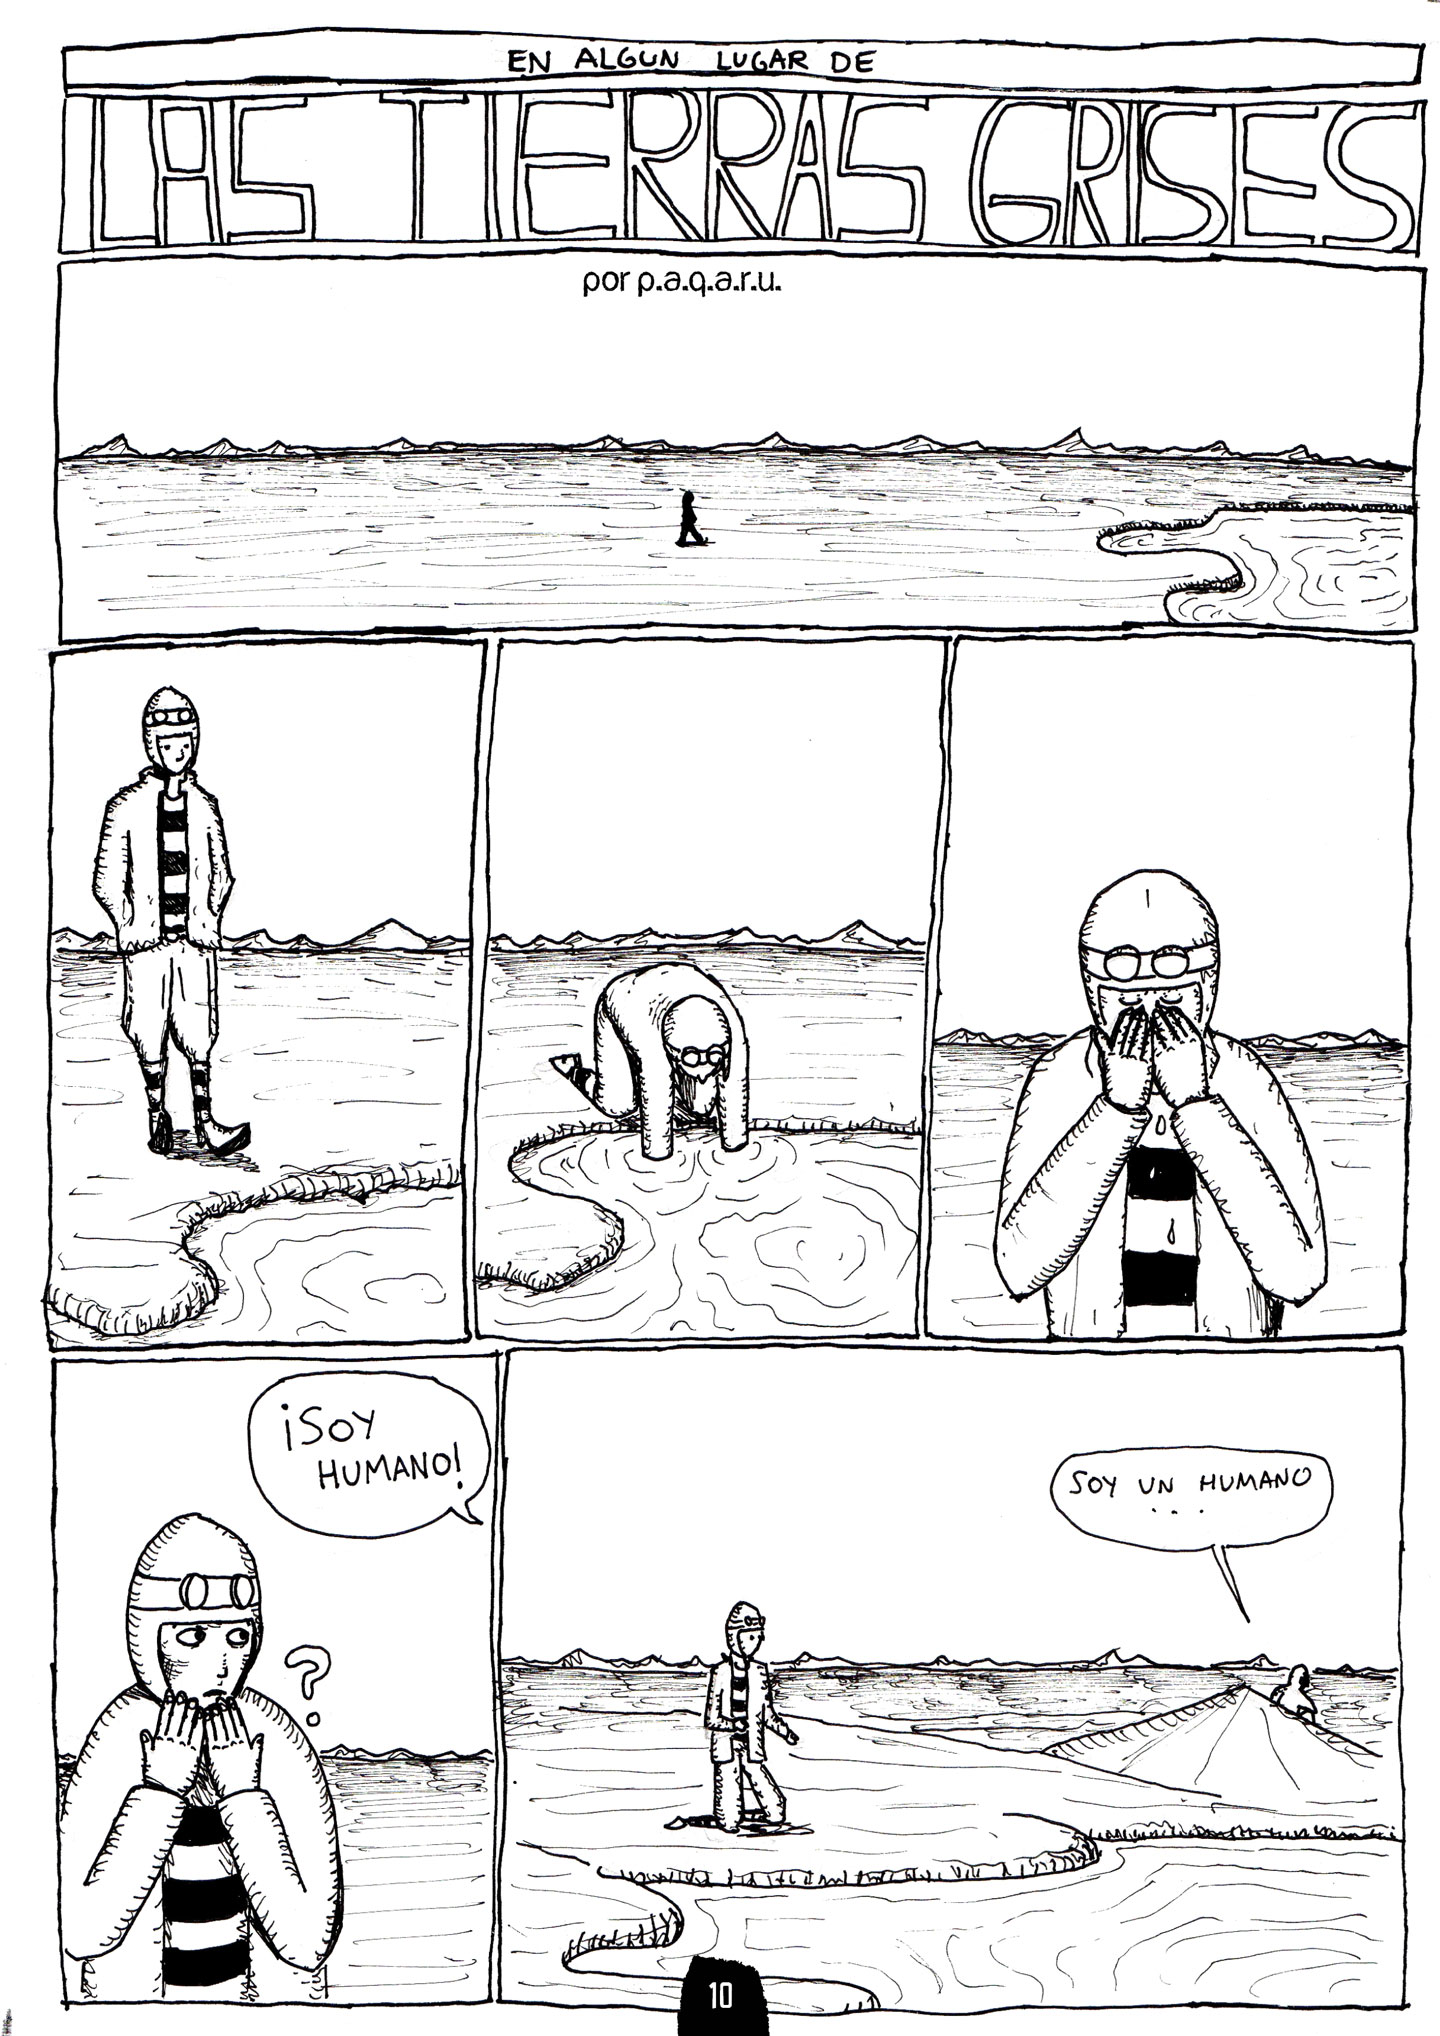 EN ALGUN LUGAR DE
LAS TIERRAS GRISES
por p.a.q.a.r.u.
¡SOY
HUMANO!
?
SOY UN HUMANO
...
10